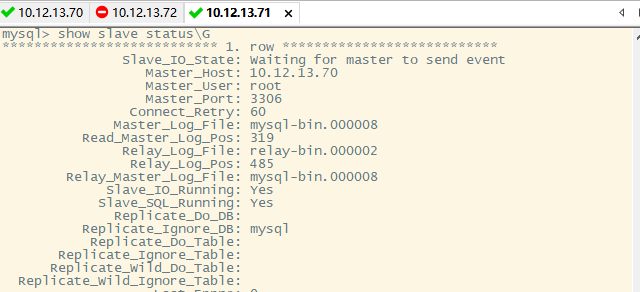 10.12.13.70 10.12.13.72 10.12.13.71
mysql> show slave status\G
*************************** 1. row ***************************
Slave_IO_State: Waiting for master to send event
Master_Host: 10.12.13.70
Master_User: root
Master_Port: 3306
Connect_Retry: 60
Master_Log_File: mysql-bin.000008
Read_Master_Log_Pos: 319
Relay_Log_File: relay-bin.000002
Relay_Log_Pos: 485
Relay_Master_Log_File: mysql-bin.000008
Slave_IO_Running: Yes
Slave_SQL_Running: Yes
Replicate_Do_DB:
Replicate_Ignore_DB: mysql
Replicate_Do_Table:
Replicate_Ignore_Table:
Replicate_Wild_Do_Table:
Replicate_Wild_Ignore_Table: